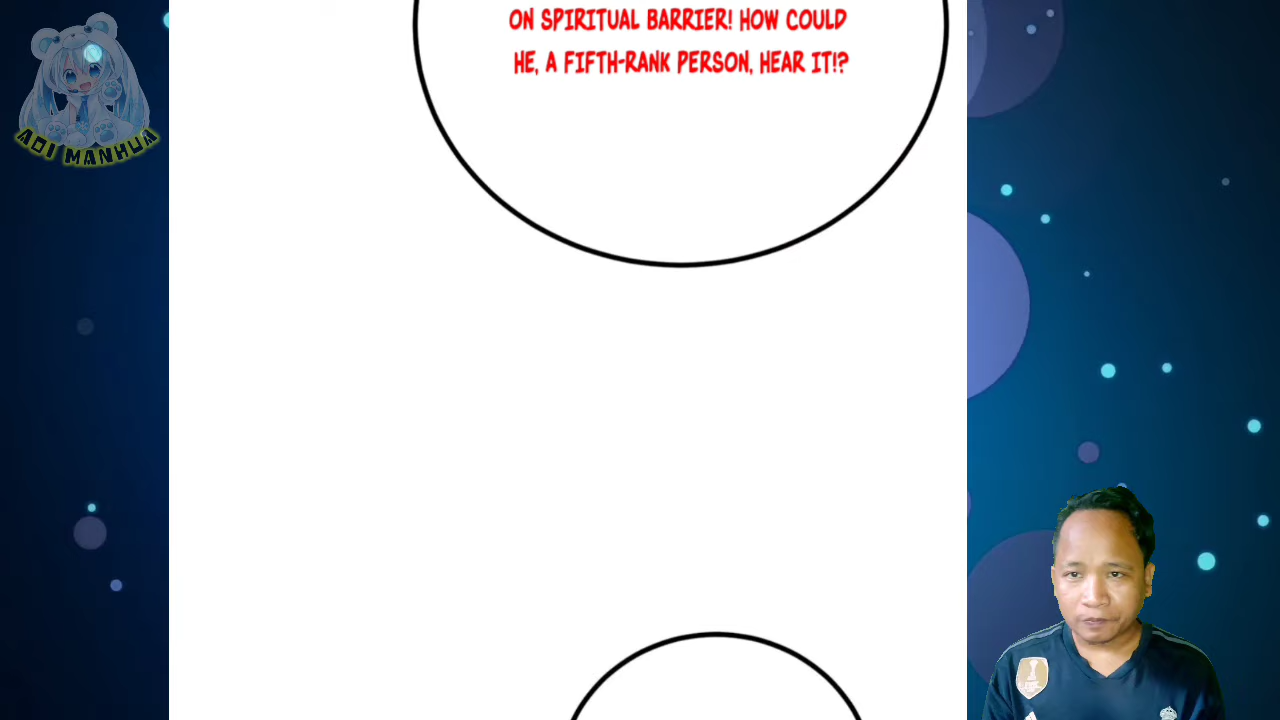 ON SPIRITUAL BARRIER! HOW COULD
HE, A FIFTH-RANK PERSON, HEAR IT!?
AOI MANHUA